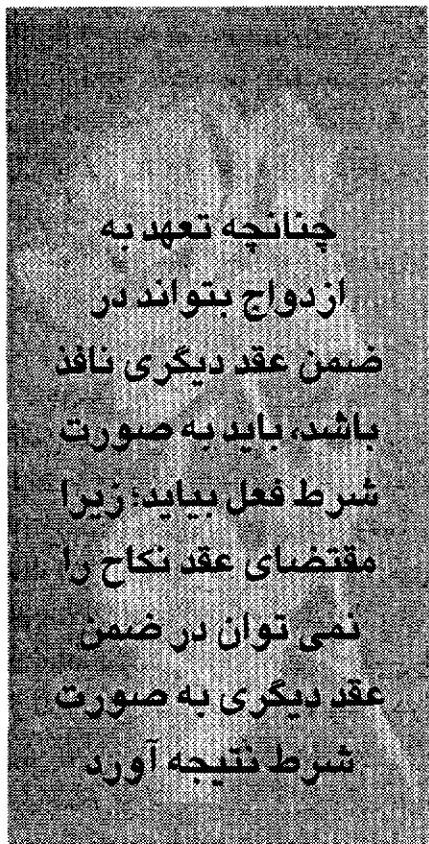 چنانچه تعهد به
ازدواج بتواند در
ضمن عقد دیگری نافذ
باشد، باید به صورت
شرط فعل بیاید؛ زیرا
مقتضای عقد نکاح را
نمی توان در ضمن
عقد دیگری به صورت
شرط نتیجه آورد